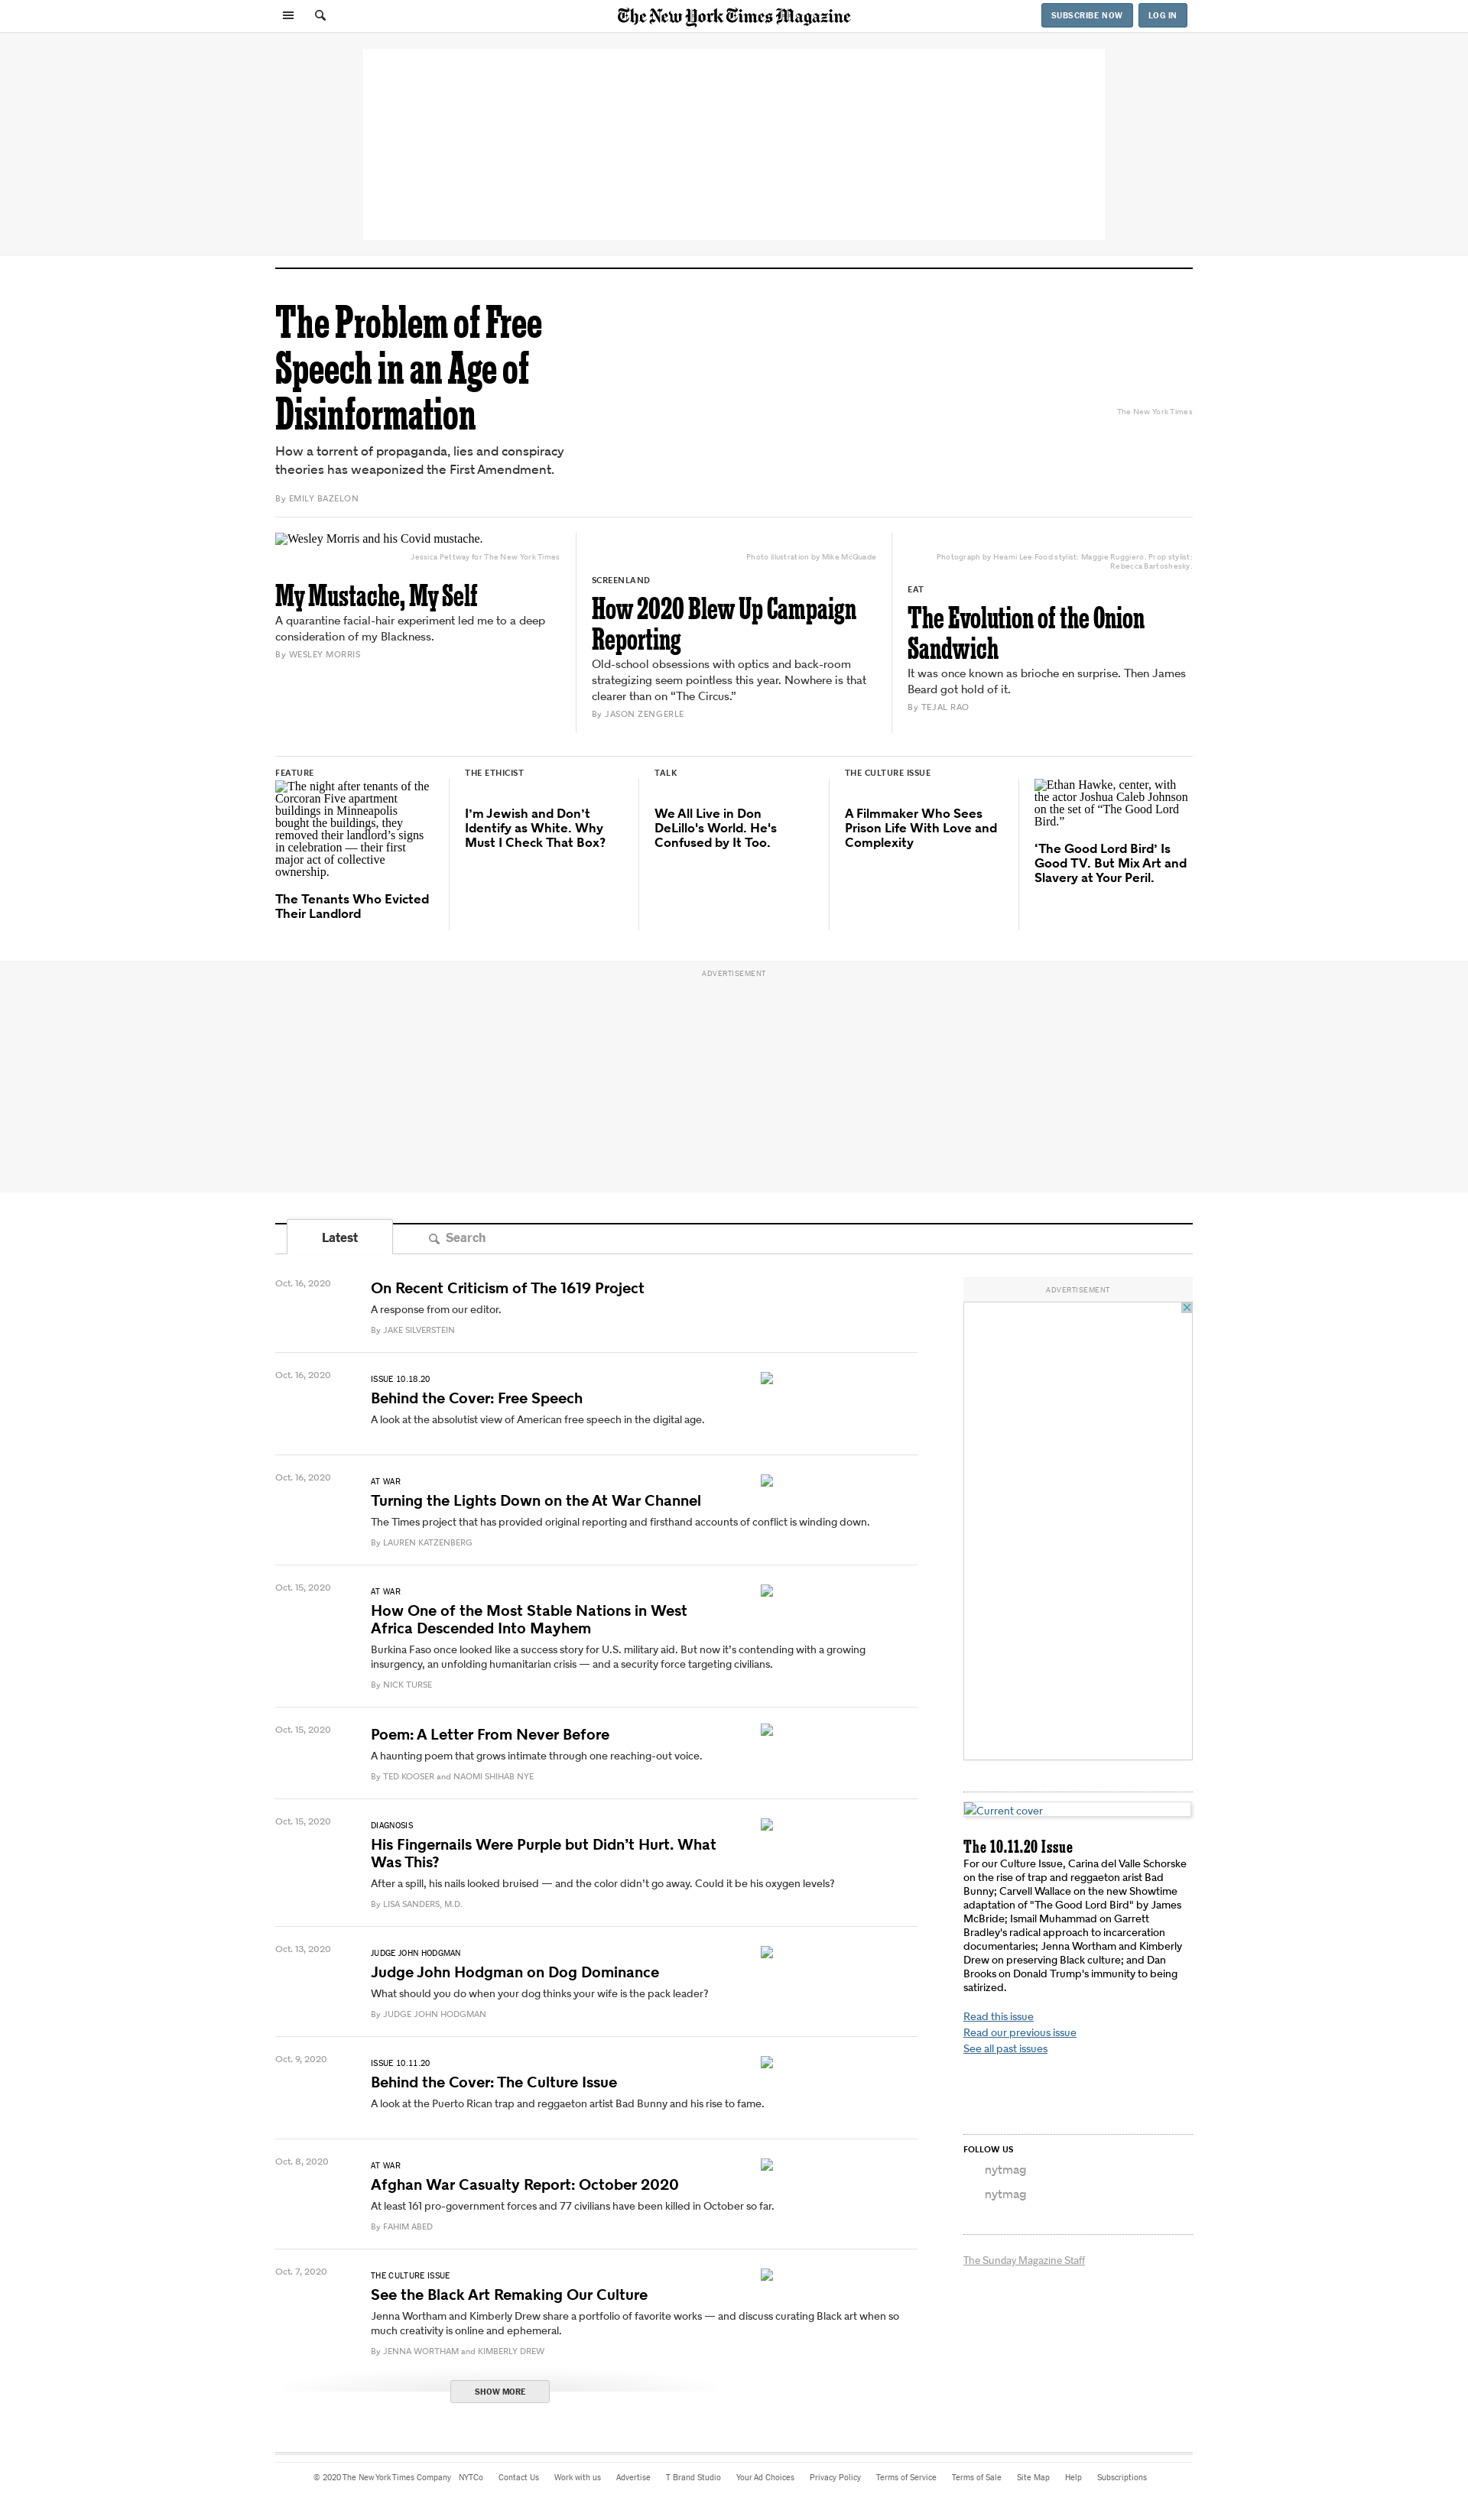 The New York Times Magazine
SUBSCRIBE NOW
LOG IN
The Problem of Free
Speech in an Age of
Disinformation
How a torrent of propaganda, lies and conspiracy
theories has weaponized the First Amendment.
By EMILY BAZELON
The New York Times
Wesley Morris and his Covid mustache.
Jessica Pettway for The New York Times
My Mustache, My Self
A quarantine facial-hair experiment led me to a deep
consideration of my Blackness.
By WESLEY MORRIS
Photo illustration by Mike McQuade
SCREENLAND
How 2020 Blew Up Campaign
Reporting
Old-school obsessions with optics and back-room
strategizing seem pointless this year. Nowhere is that
clearer than on “The Circus.”
By JASON ZENGERLE
Photograph by Heami Lee Food stylist: Maggie Ruggiero. Prop stylist:
Rebecca Bartoshesky.
EAT
The Evolution of the Onion
Sandwich
It was once known as brioche en surprise. Then James
Beard got hold of it.
By TEJAL RAO
FEATURE
The night after tenants of the
Corcoran Five apartment
buildings in Minneapolis
bought the buildings, they
removed their landlord’s signs
in celebration — their first
major act of collective
ownership.
The Tenants Who Evicted
Their Landlord
THE ETHICIST
I’m Jewish and Don’t
Identify as White. Why
Must I Check That Box?
TALK
We All Live in Don
DeLillo's World. He's
Confused by It Too.
THE CULTURE ISSUE
A Filmmaker Who Sees
Prison Life With Love and
Complexity
Ethan Hawke, center, with
the actor Joshua Caleb Johnson
on the set of “The Good Lord
Bird.”
‘The Good Lord Bird’ Is
Good TV. But Mix Art and
Slavery at Your Peril.
ADVERTISEMENT
Latest
Search
Oct. 16, 2020
On Recent Criticism of The 1619 Project
A response from our editor.
By JAKE SILVERSTEIN
Oct. 16, 2020
ISSUE 10.18.20
Behind the Cover: Free Speech
A look at the absolutist view of American free speech in the digital age.
Oct. 16, 2020
AT WAR
Turning the Lights Down on the At War Channel
The Times project that has provided original reporting and firsthand accounts of conflict is winding down.
By LAUREN KATZENBERG
Oct. 15, 2020
AT WAR
How One of the Most Stable Nations in West
Africa Descended Into Mayhem
Burkina Faso once looked like a success story for U.S. military aid. But now it’s contending with a growing
insurgency, an unfolding humanitarian crisis — and a security force targeting civilians.
By NICK TURSE
Oct. 15, 2020
Poem: A Letter From Never Before
A haunting poem that grows intimate through one reaching-out voice.
By TED KOOSER and NAOMI SHIHAB NYE
Oct. 15, 2020
DIAGNOSIS
His Fingernails Were Purple but Didn’t Hurt. What
Was This?
After a spill, his nails looked bruised — and the color didn’t go away. Could it be his oxygen levels?
By LISA SANDERS, M.D.
Oct. 13, 2020
JUDGE JOHN HODGMAN
Judge John Hodgman on Dog Dominance
What should you do when your dog thinks your wife is the pack leader?
By JUDGE JOHN HODGMAN
Oct. 9, 2020
ISSUE 10.11.20
Behind the Cover: The Culture Issue
A look at the Puerto Rican trap and reggaeton artist Bad Bunny and his rise to fame.
Oct. 8, 2020
AT WAR
Afghan War Casualty Report: October 2020
At least 161 pro-government forces and 77 civilians have been killed in October so far.
By FAHIM ABED
Oct. 7, 2020
THE CULTURE ISSUE
See the Black Art Remaking Our Culture
Jenna Wortham and Kimberly Drew share a portfolio of favorite works — and discuss curating Black art when so
much creativity is online and ephemeral.
By JENNA WORTHAM and KIMBERLY DREW
SHOW MORE
ADVERTISEMENT
Current cover
The 10.11.20 Issue
For our Culture Issue, Carina del Valle Schorske
on the rise of trap and reggaeton arist Bad
Bunny; Carvell Wallace on the new Showtime
adaptation of "The Good Lord Bird" by James
McBride; Ismail Muhammad on Garrett
Bradley's radical approach to incarceration
documentaries; Jenna Wortham and Kimberly
Drew on preserving Black culture; and Dan
Brooks on Donald Trump's immunity to being
satirized.
Read this issue
Read our previous issue
See all past issues
FOLLOW US
nytmag
nytmag
The Sunday Magazine Staff
© 2020 The New York Times Company NYTCo Contact Us Work with us Advertise T Brand Studio Your Ad Choices Privacy Policy Terms of Service Terms of Sale Site Map Help Subscriptions